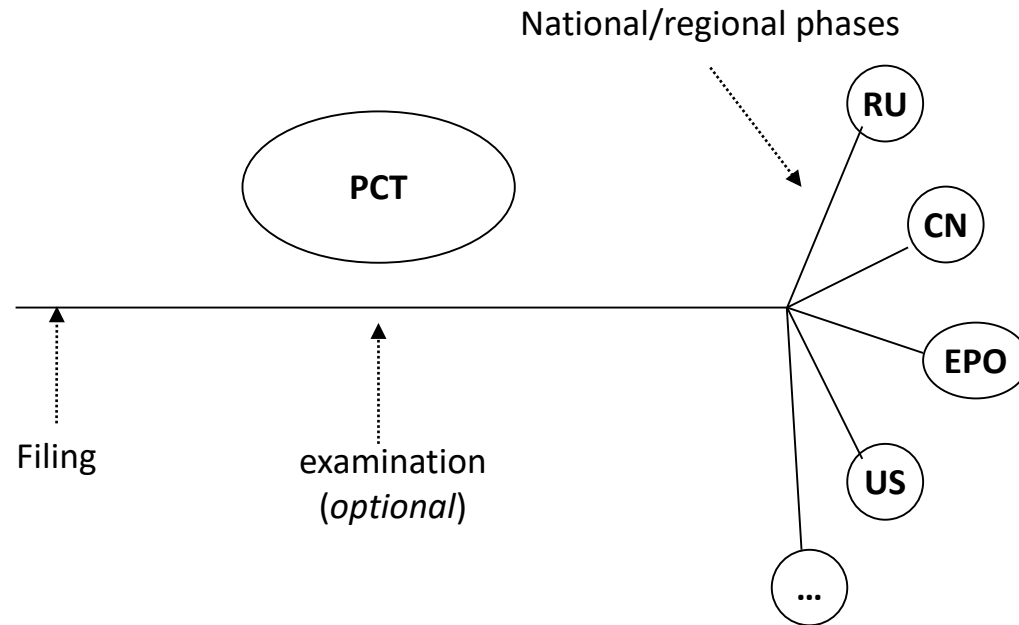 National/regional phases
RU
PCT
CN
EPO
Filing
examination
(optional)
US
...